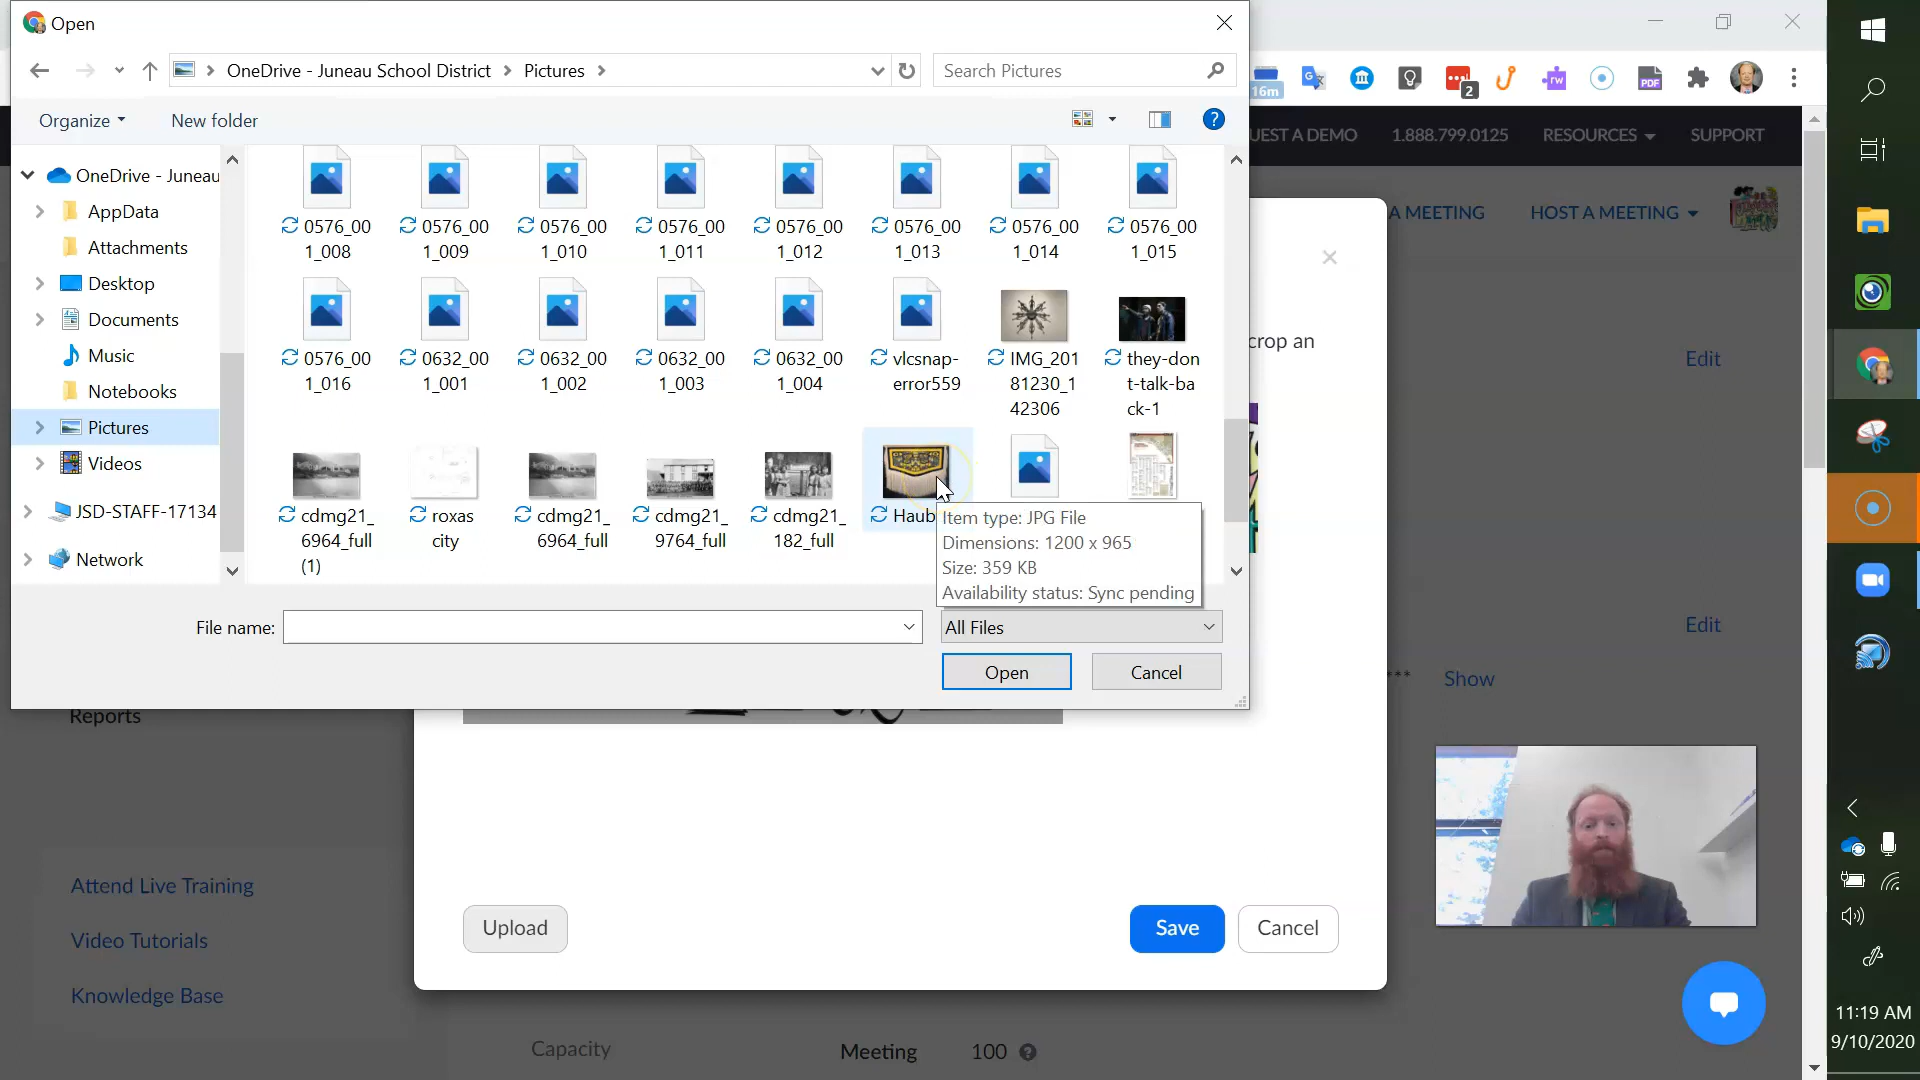 Open
OneDrive - Juneau School District
Pictures
Search Pictures
16m
2
rw
PDF
Organize
New folder
?
UEST A DEMO
1.888.799.0125
RESOURCES
SUPPORT
OneDrive - Juneau
AppData
Attachments
Desktop
Documents
Music
Notebooks
Pictures
Videos
JSD-STAFF-17134
Network
0576_00
1_008
0576_00
1_009
0576_00
1_010
0576_00
1_011
0576_00
1_012
0576_00
1_013
0576_00
1_014
0576_00
1_015
0576_00
1_016
0632_00
1_001
0632_00
1_002
0632_00
1_003
0632_00
1_004
vlcsnap-
error559
IMG_201
81230_1
42306
they-don
t-talk-ba
ck-1
cdmg21_
6964_full
(1)
roxas
city
cdmg21_
6964_full
cdmg21_
9764_full
cdmg21_
182_full
Haub
Item type: JPG File
Dimensions: 1200 x 965
Size: 359 KB
Availability status: Sync pending
File name:
All Files
Open
Cancel
A MEETING
HOST A MEETING
crop an
Edit
Edit
***
Show
Reports
Attend Live Training
Video Tutorials
Knowledge Base
Upload
Save
Cancel
Capacity
Meeting
100
?
11:19 AM
9/10/2020